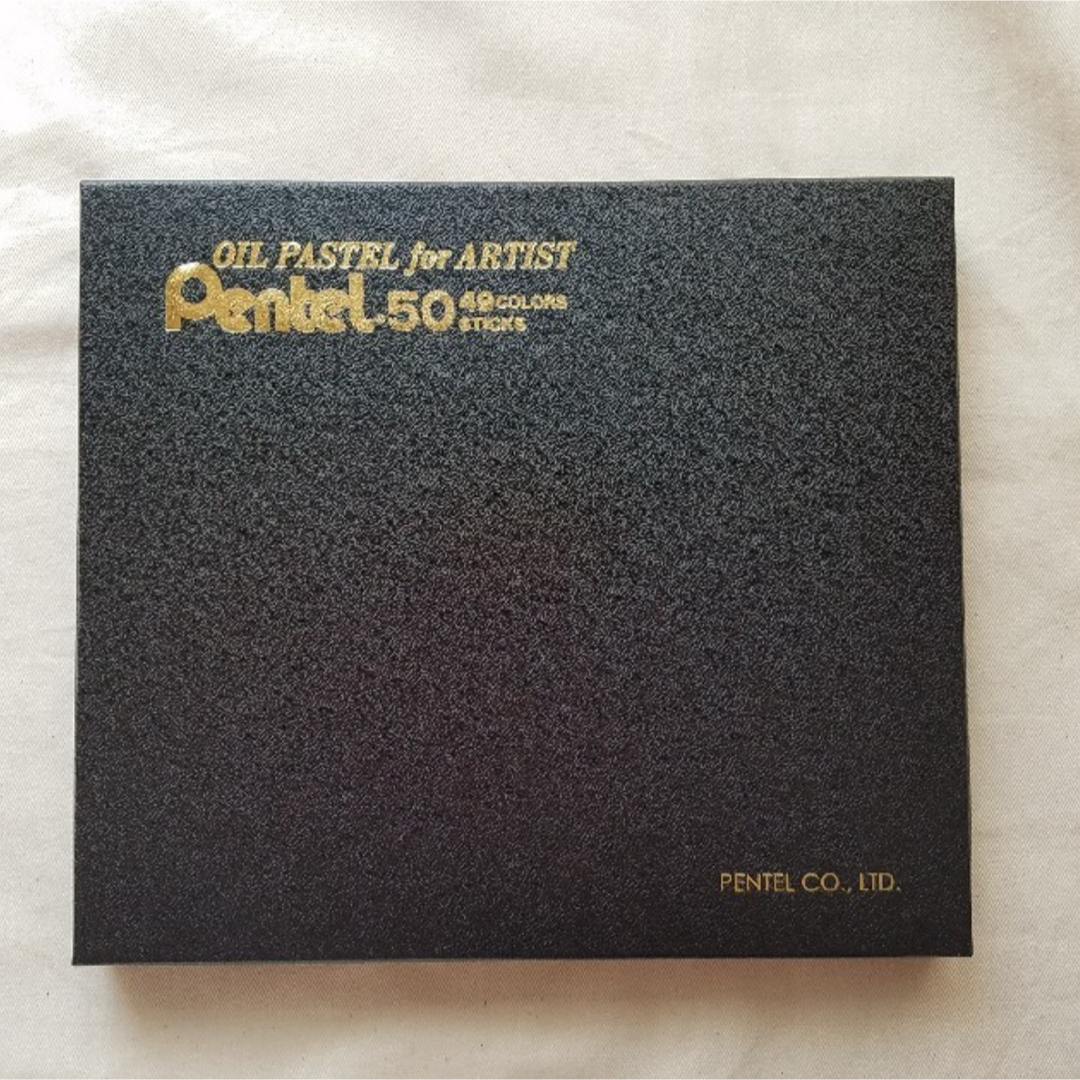 OIL PASTEL for ARTIST
Pentel 50 49 COLORS
STICKS
PENTEL CO., LTD.